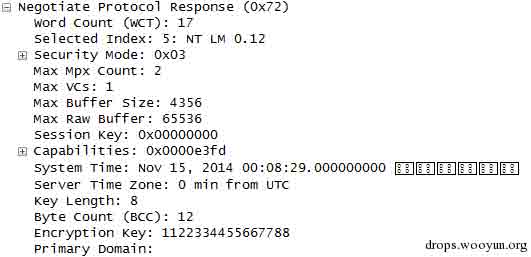 Negotiate Protocol Response (0x72)
Word Count (WCT): 17
Selected Index: 5: NT LM 0.12
Security Mode: 0x03
Max Mpx Count: 2
Max VCs: 1
Max Buffer Size: 4356
Max Raw Buffer: 65536
Session Key: 0x00000000
Capabilities: 0x0000e3fd
System Time: Nov 15, 2014 00:08:29.000000000
Server Time Zone: 0 min from UTC
Key Length: 8
Byte Count (BCC): 12
Encryption Key: 1122334455667788
Primary Domain:
drops.wooyun.org